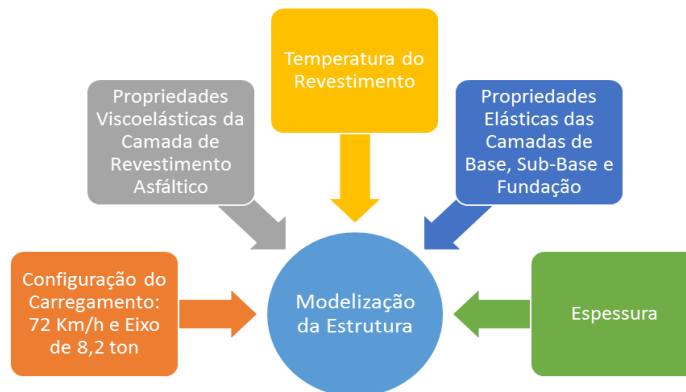 Temperatura do
Revestimento
Propriedades
Viscoelásticas da
Camada de
Revestimento
Asfáltico
Propriedades
Elásticas das
Camadas de
Base, Sub-Base e
Fundação
Configuração do
Carregamento:
72 Km/h e Eixo
de 8,2 ton
Modelização
da Estrutura
Espessura